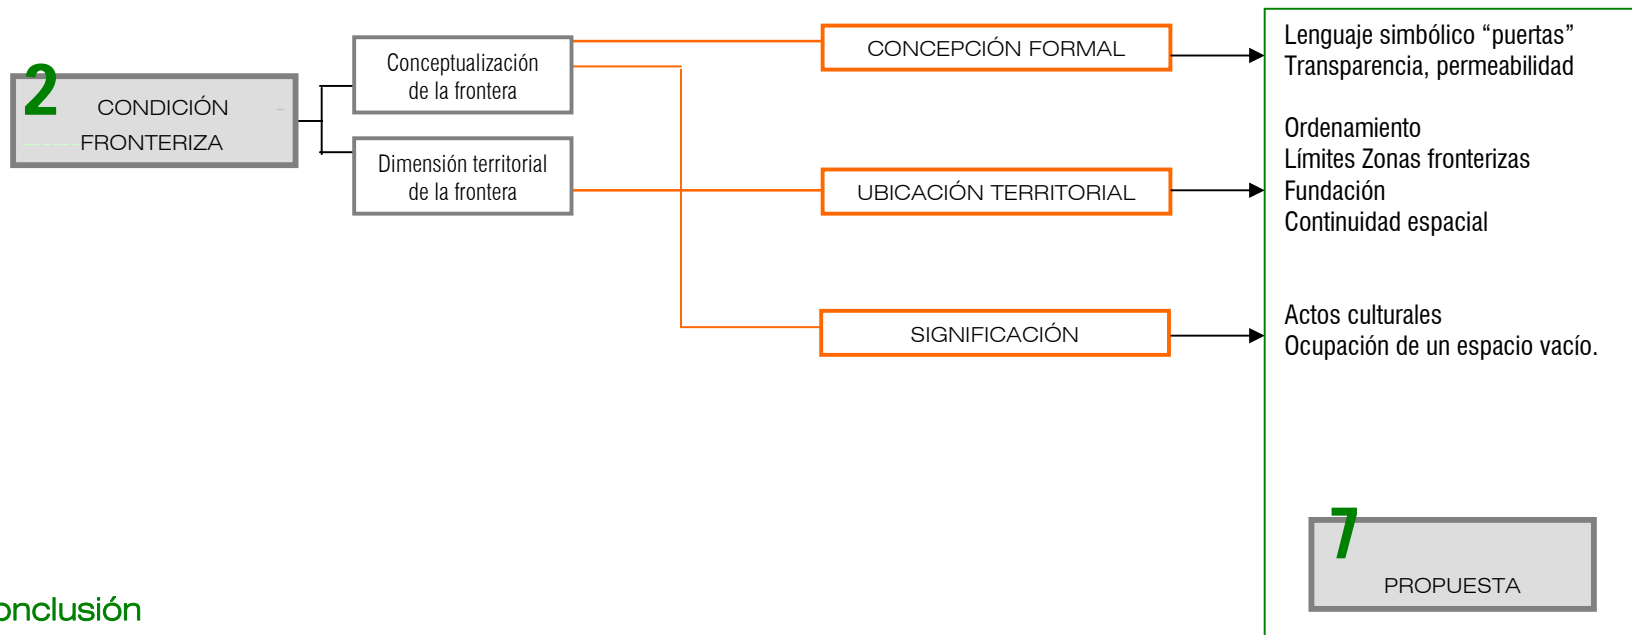 2
CONDICIÓN
FRONTERIZA
Conceptualización
de la frontera
Dimensión territorial
de la frontera
CONCEPCIÓN FORMAL
UBICACIÓN TERRITORIAL
SIGNIFICACIÓN
Lenguaje simbólico “puertas”
Transparencia, permeabilidad
Ordenamiento
Límites Zonas fronterizas
Fundación
Continuidad espacial
Actos culturales
Ocupación de un espacio vacío.
7
PROPUESTA
onclusión